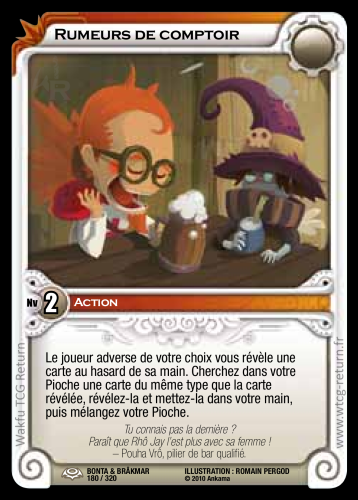 RUMEURS DE COMPTOIR
Nv 2 ACTION
Le joueur adverse de votre choix vous révèle une
carte au hasard de sa main. Cherchez dans votre
Pioche une carte du même type que la carte
révélée, révélez-la et mettez-la dans votre main,
puis mélangez votre Pioche.
Tu connais pas la dernière ?
Paraît que Rhô Jay l'est plus avec sa femme !
– Pouha Vrô, pilier de bar qualifié.
Wakfu TCG Return
www.wtcg-return.fr
BONTA & BRÂKMAR
180 / 320
ILLUSTRATION : ROMAIN PERGOD
© 2010 Ankama